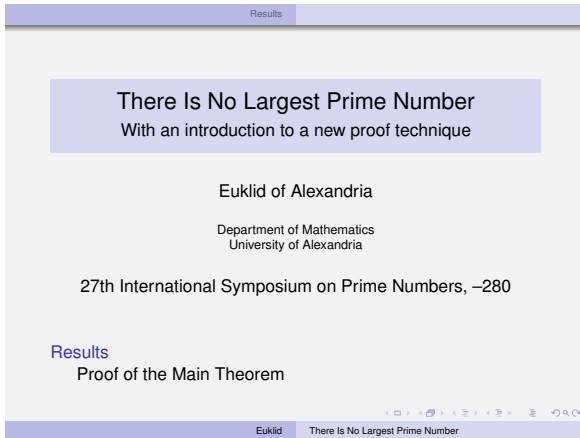 Results
There Is No Largest Prime Number
With an introduction to a new proof technique
Euklid of Alexandria
Department of Mathematics
University of Alexandria
27th International Symposium on Prime Numbers, –280
Results
Proof of the Main Theorem
Euklid There Is No Largest Prime Number